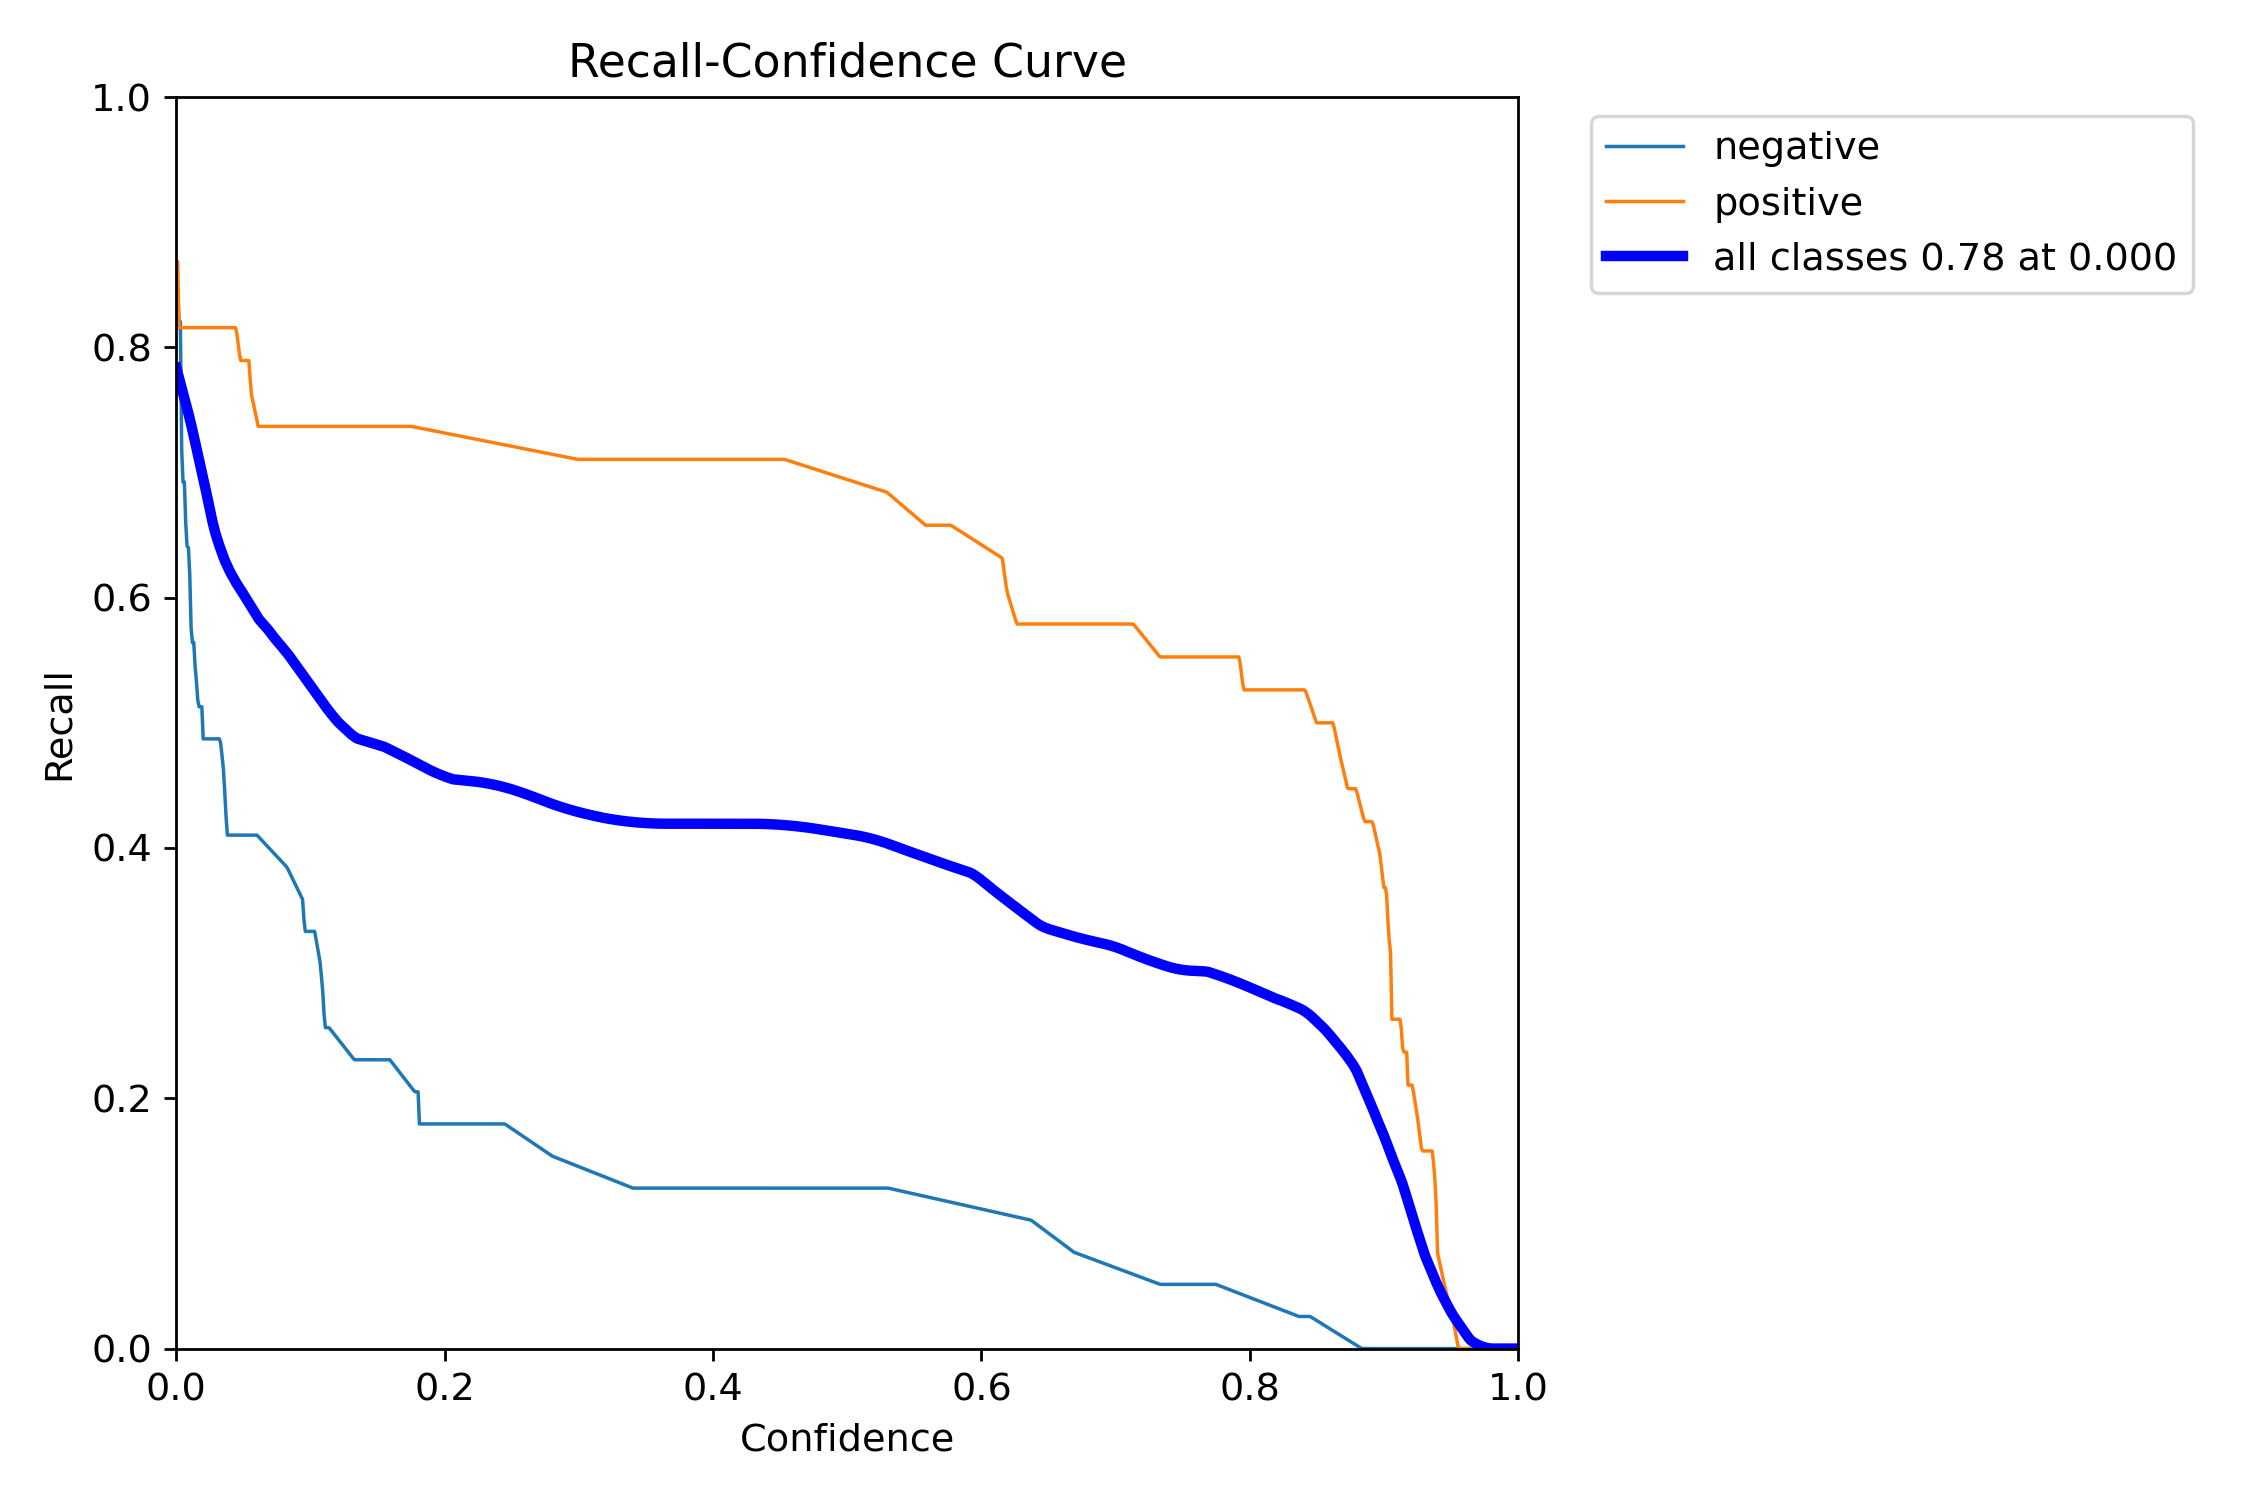 Recall-Confidence Curve
negative
positive
all classes 0.78 at 0.000
1.0
0.8
0.6
0.4
0.2
0.0
Recall
0.0 0.2 0.4 0.6 0.8 1.0
Confidence